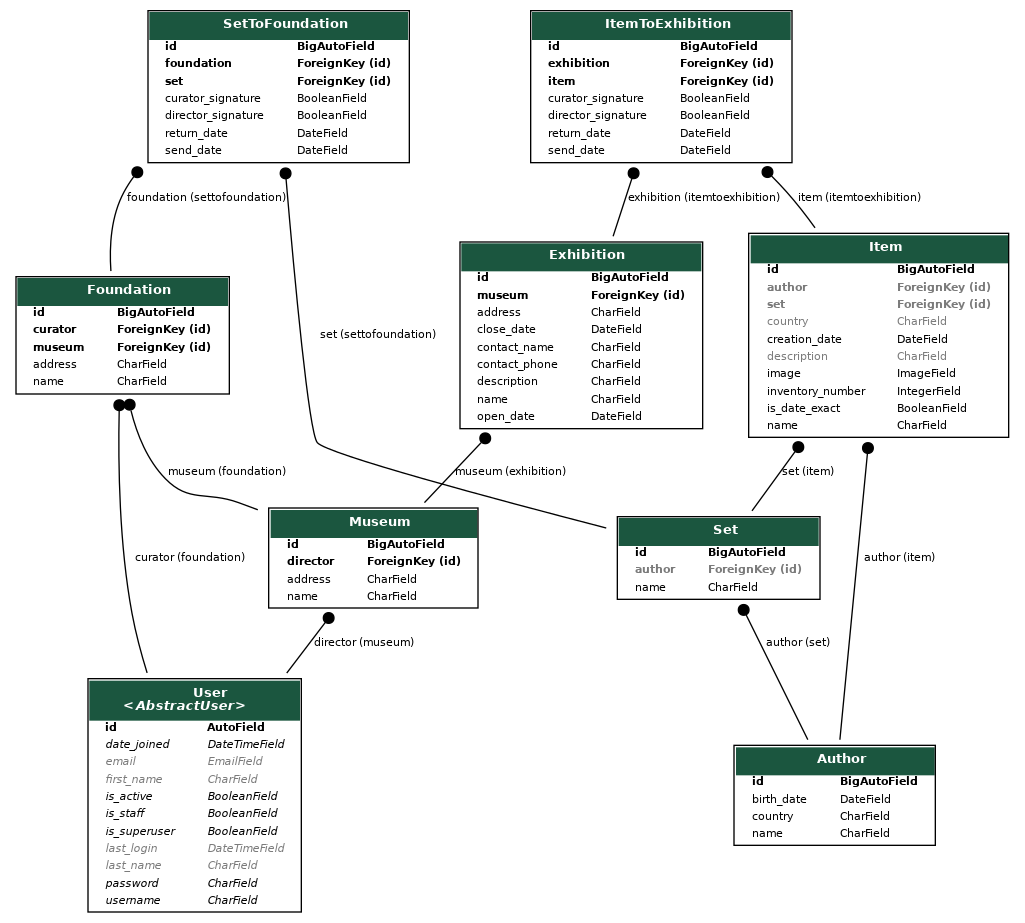 SetToFoundation
id BigAutoField
foundation ForeignKey (id)
set ForeignKey (id)
curator_signature BooleanField
director_signature BooleanField
return_date DateField
send_date DateField
ItemToExhibition
id BigAutoField
exhibition ForeignKey (id)
item ForeignKey (id)
curator_signature BooleanField
director_signature BooleanField
return_date DateField
send_date DateField
foundation (settofoundation)
exhibition (itemtoexhibition)
item (itemtoexhibition)
Foundation
id BigAutoField
curator ForeignKey (id)
museum ForeignKey (id)
address CharField
name CharField
set (settofoundation)
Exhibition
id BigAutoField
museum ForeignKey (id)
address CharField
close_date DateField
contact_name CharField
contact_phone CharField
description CharField
name CharField
open_date DateField
Item
id BigAutoField
author ForeignKey (id)
set ForeignKey (id)
country CharField
creation_date DateField
description CharField
image ImageField
inventory_number IntegerField
is_date_exact BooleanField
name CharField
museum (foundation)
museum (exhibition)
set (item)
curator (foundation)
Museum
id BigAutoField
director ForeignKey (id)
address CharField
name CharField
Set
id BigAutoField
author ForeignKey (id)
name CharField
author (item)
director (museum)
author (set)
User
<AbstractUser>
id AutoField
date_joined DateTimeField
email EmailField
first_name CharField
is_active BooleanField
is_staff BooleanField
is_superuser BooleanField
last_login DateTimeField
last_name CharField
password CharField
username CharField
Author
id BigAutoField
birth_date DateField
country CharField
name CharField